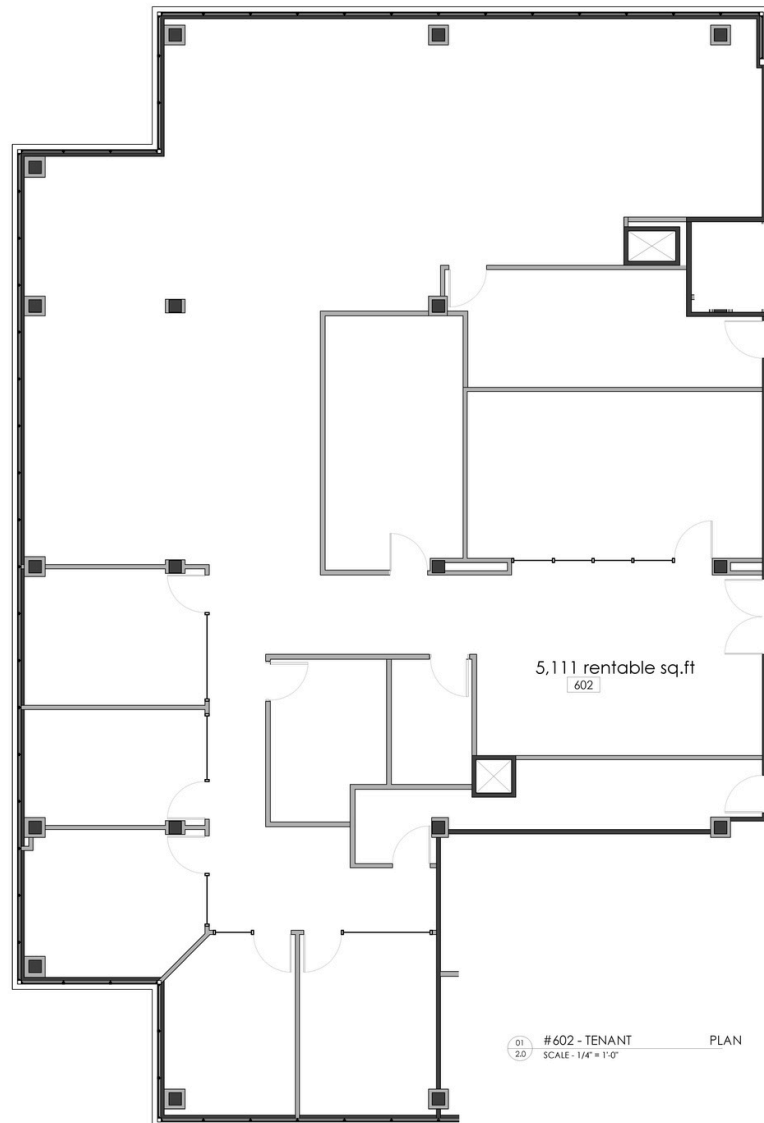 5,111 rentable sq.ft
602
01 #602 - TENANT PLAN
2.0 SCALE - 1/4" = 1'-0"